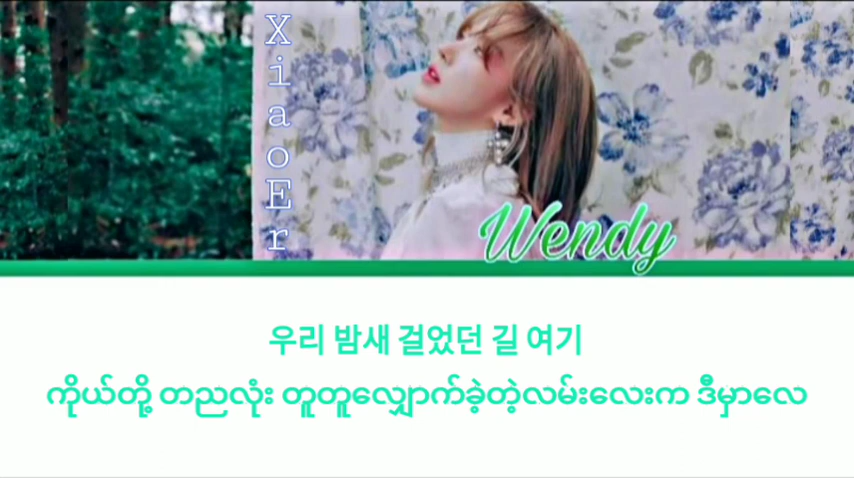 XiaoEr
Wendy
우리 밤새 걸었던 길 여기
ကိုယ်တို့ တညလုံး တူတူလျှောက်ခဲ့တဲ့လမ်းလေးက ဒီမှာလေ